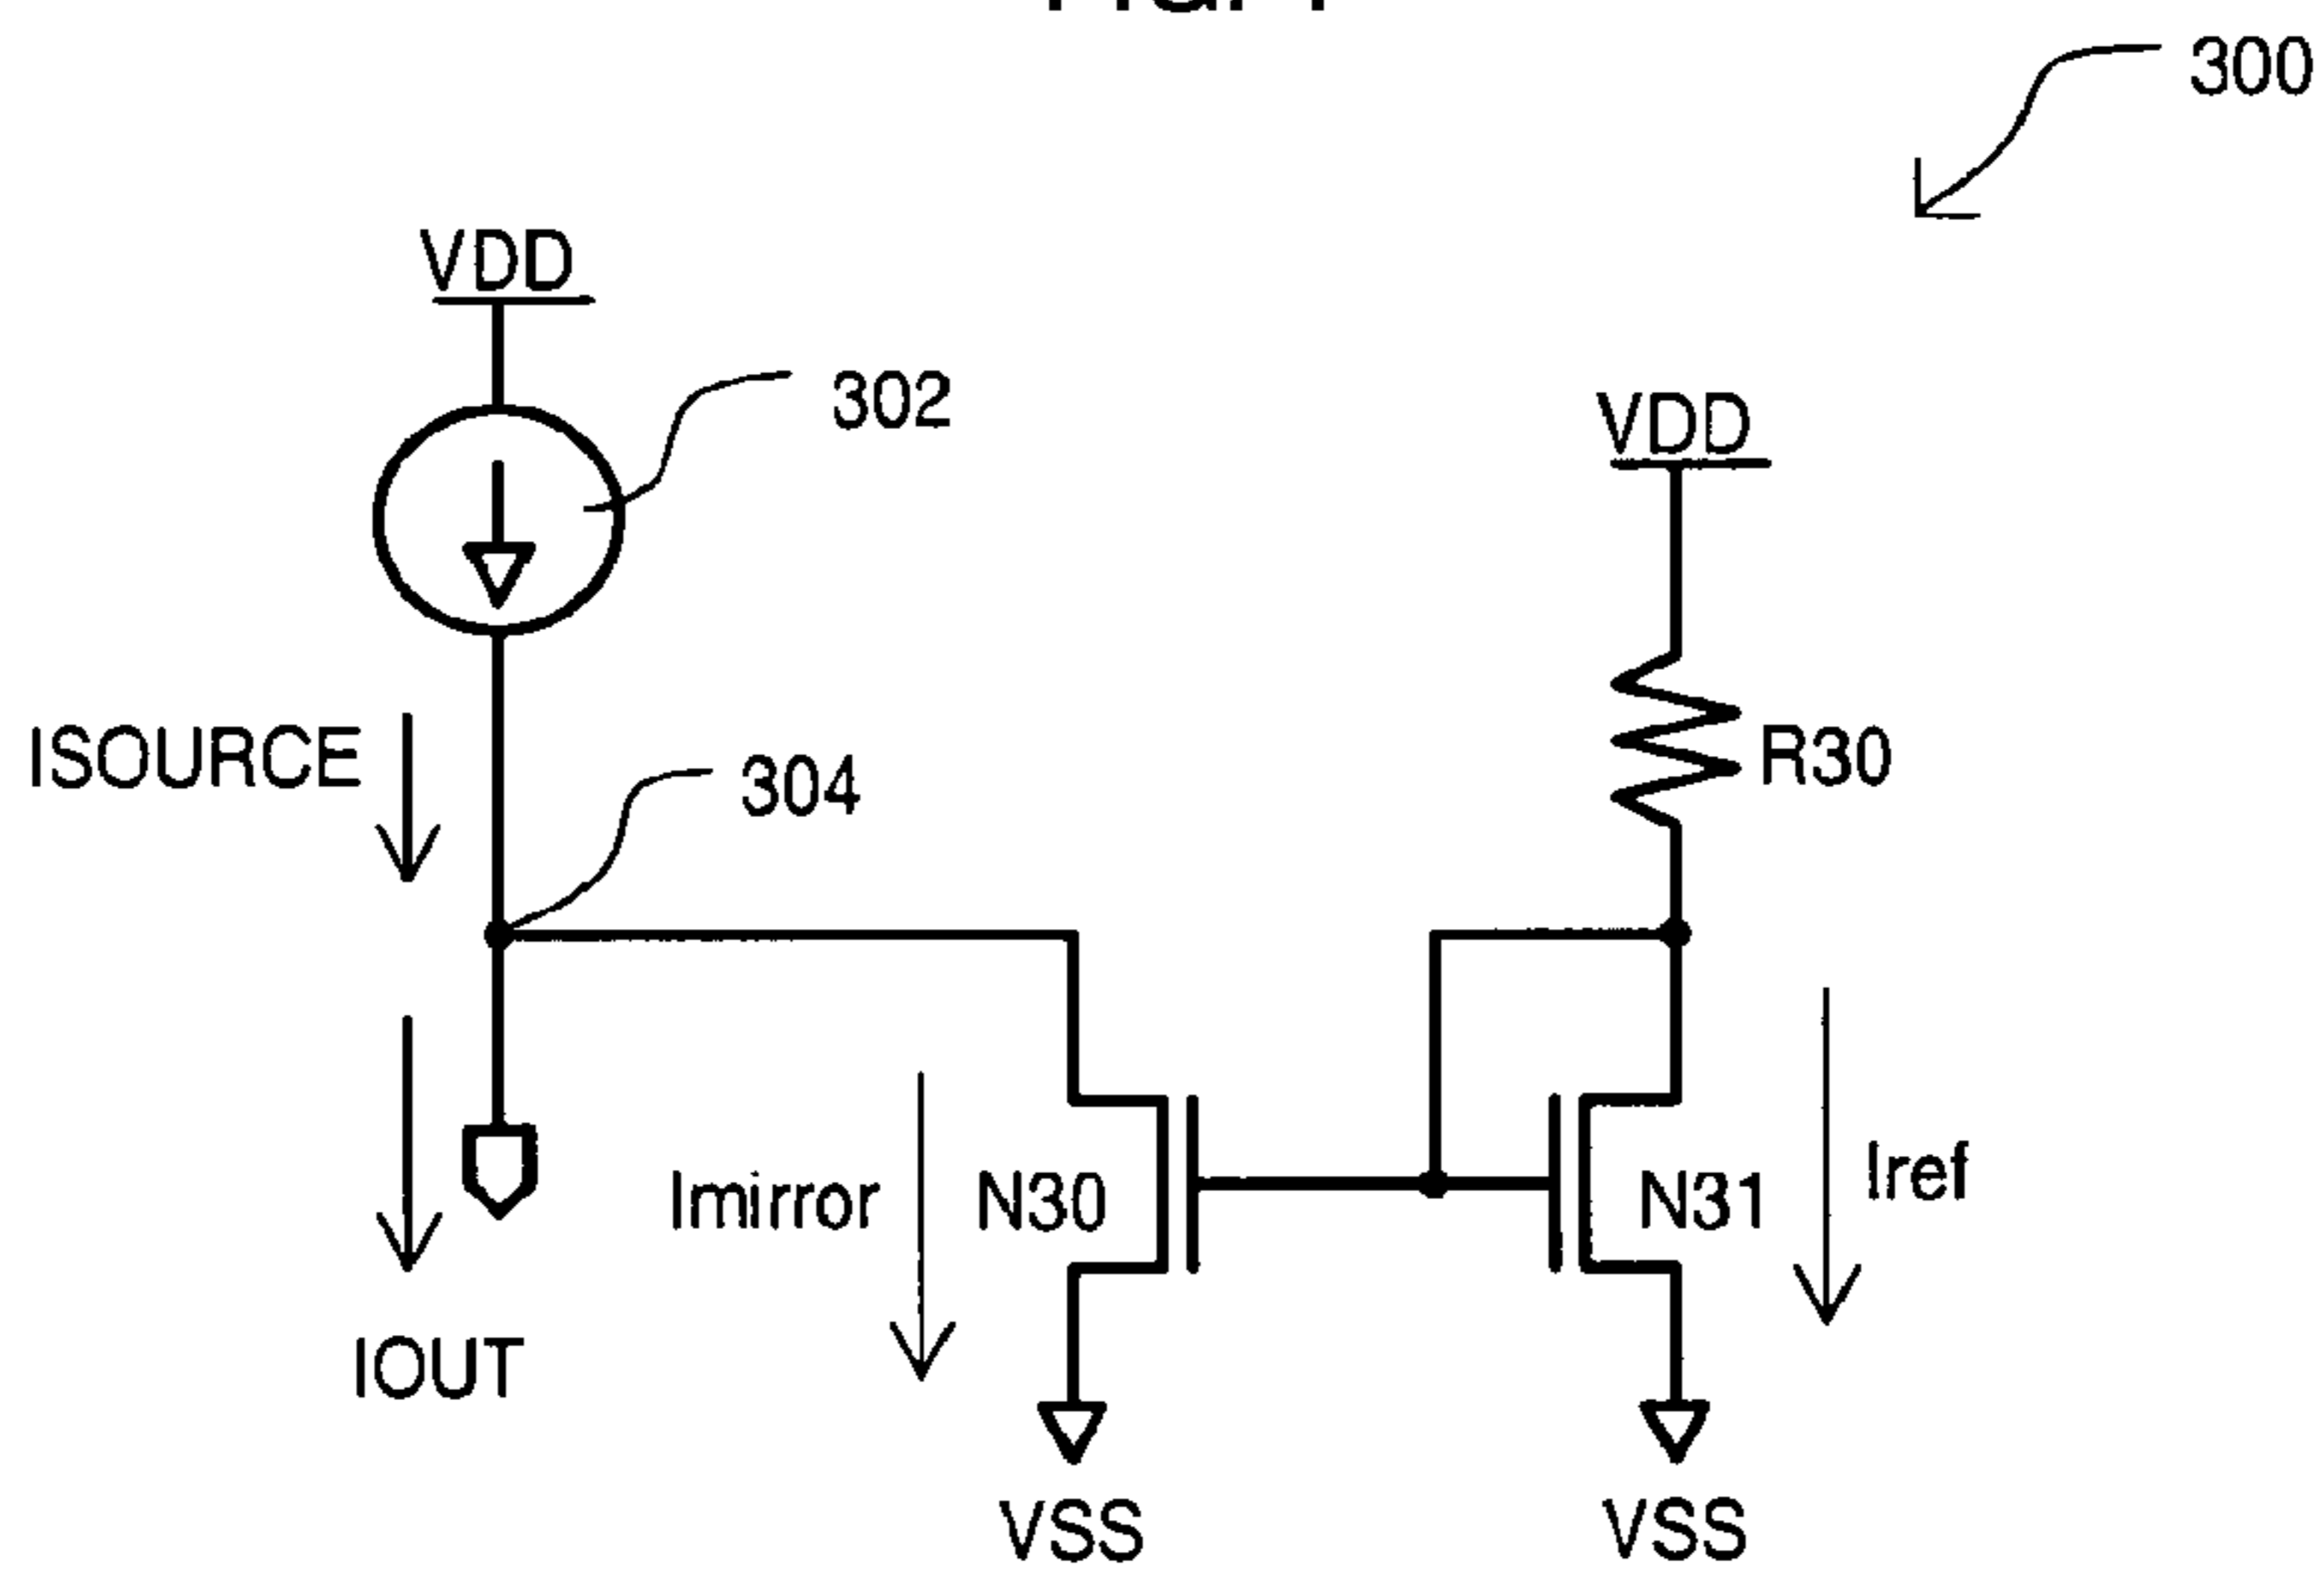 300
VDD
302
VDD
ISOURCE
304
R30
Imirror
N30
N31
Iref
IOUT
VSS
VSS